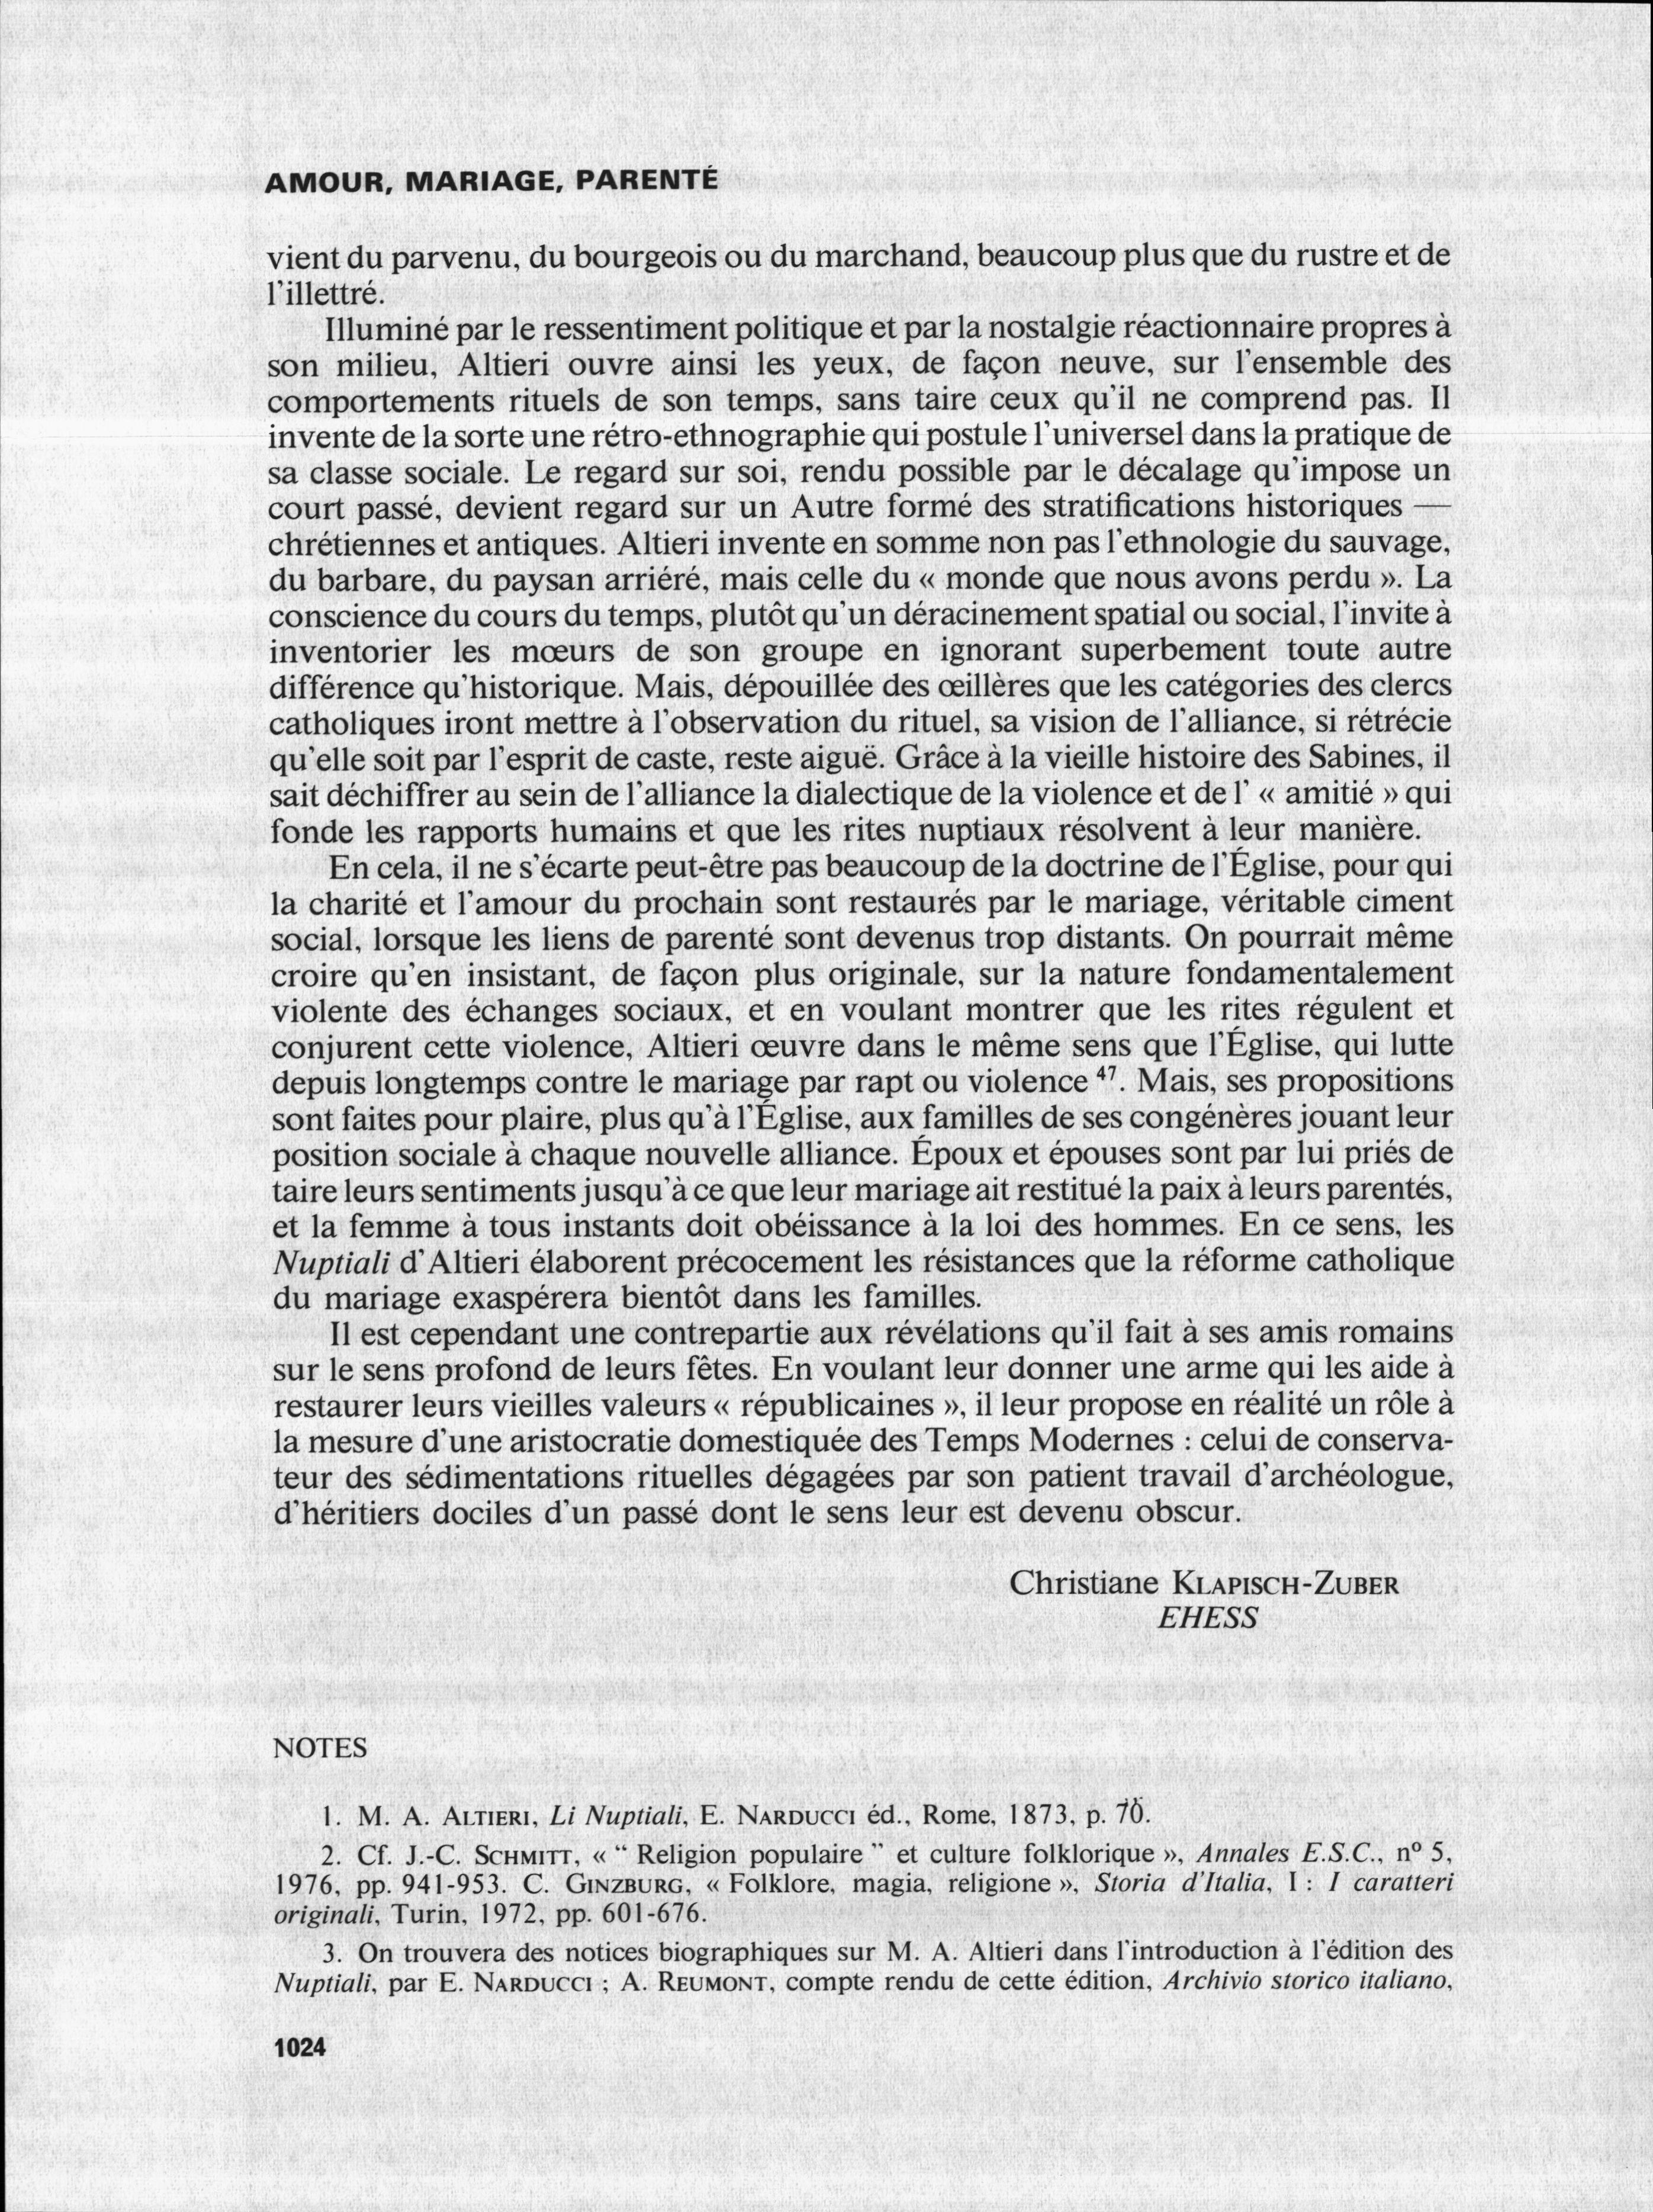 AMOUR, MARIAGE, PARENTÉ
vient du parvenu, du bourgeois ou du marchand, beaucoup plus que du rustre et de
l'illettré.
Illuminé par le ressentiment politique et par la nostalgie réactionnaire propres à
son milieu, Altieri ouvre ainsi les yeux, de façon neuve, sur l'ensemble des
comportements rituels de son temps, sans taire ceux qu'il ne comprend pas. Il
invente de la sorte une rétro-ethnographie qui postule l'universel dans la pratique de
sa classe sociale. Le regard sur soi, rendu possible par le décalage qu'impose un
court passé, devient regard sur un Autre formé des stratifications historiques —
chrétiennes et antiques. Altieri invente en somme non pas l'ethnologie du sauvage,
du barbare, du paysan arriéré, mais celle du « monde que nous avons perdu ». La
conscience du cours du temps, plutôt qu'un déracinement spatial ou social, l'invite à
inventorier les mœurs de son groupe en ignorant superbement toute autre
différence qu'historique. Mais, dépouillée des œillères que les catégories des clercs
catholiques iront mettre à l'observation du rituel, sa vision de l'alliance, si rétrécie
qu'elle soit par l'esprit de caste, reste aiguë. Grâce à la vieille histoire des Sabines, il
sait déchiffrer au sein de l'alliance la dialectique de la violence et de l' « amitié » qui
fonde les rapports humains et que les rites nuptiaux résolvent à leur manière.
En cela, il ne s'écarte peut-être pas beaucoup de la doctrine de l'Église, pour qui
la charité et l'amour du prochain sont restaurés par le mariage, véritable ciment
social, lorsque les liens de parenté sont devenus trop distants. On pourrait même
croire qu'en insistant, de façon plus originale, sur la nature fondamentalement
violente des échanges sociaux, et en voulant montrer que les rites régulent et
conjurent cette violence, Altieri œuvre dans le même sens que l'Église, qui lutte
depuis longtemps contre le mariage par rapt ou violence 47. Mais, ses propositions
sont faites pour plaire, plus qu'à l'Église, aux familles de ses congénères jouant leur
position sociale à chaque nouvelle alliance. Époux et épouses sont par lui priés de
taire leurs sentiments jusqu'à ce que leur mariage ait restitué la paix à leurs parentés,
et la femme à tous instants doit obéissance à la loi des hommes. En ce sens, les
Nuptiali d'Altieri élaborent précocement les résistances que la réforme catholique
du mariage exaspérera bientôt dans les familles.
Il est cependant une contrepartie aux révélations qu'il fait à ses amis romains
sur le sens profond de leurs fêtes. En voulant leur donner une arme qui les aide à
restaurer leurs vieilles valeurs « républicaines », il leur propose en réalité un rôle à
la mesure d'une aristocratie domestiquée des Temps Modernes : celui de conserva-
teur des sédimentations rituelles dégagées par son patient travail d'archéologue,
d'héritiers dociles d'un passé dont le sens leur est devenu obscur.
Christiane KLAPISCH-ZUBER
EHESS
NOTES
1. M. A. ALTIERI, Li Nuptiali, E. NARDUCCI éd., Rome, 1873, p. 70.
2. Cf. J.-C. SCHMITT, « “ Religion populaire ” et culture folklorique », Annales E.S.C., nº 5,
1976, pp. 941-953. C. GINZBURG, « Folklore, magia, religione », Storia d'Italia, I : I caratteri
originali, Turin, 1972, pp. 601-676.
3. On trouvera des notices biographiques sur M. A. Altieri dans l'introduction à l'édition des
Nuptiali, par E. NARDUCCI ; A. REUMONT, compte rendu de cette édition, Archivio storico italiano,
1024